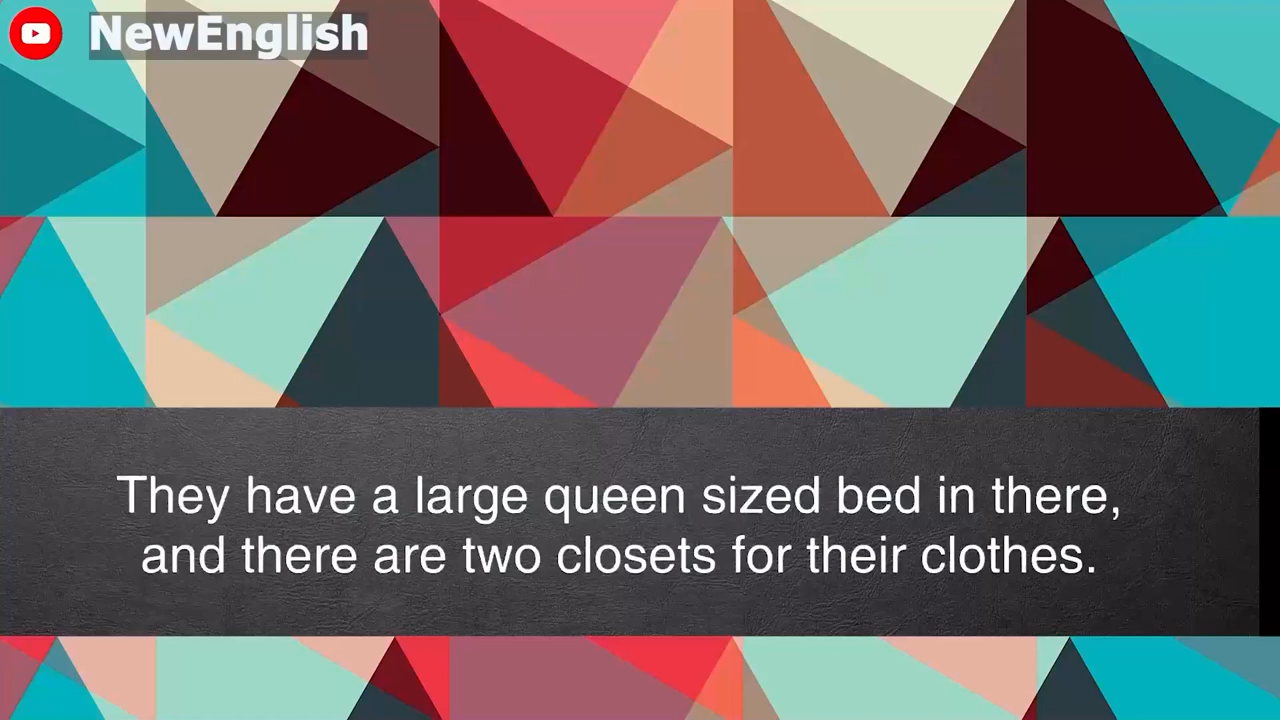 NewEnglish
They have a large queen sized bed in there,
and there are two closets for their clothes.